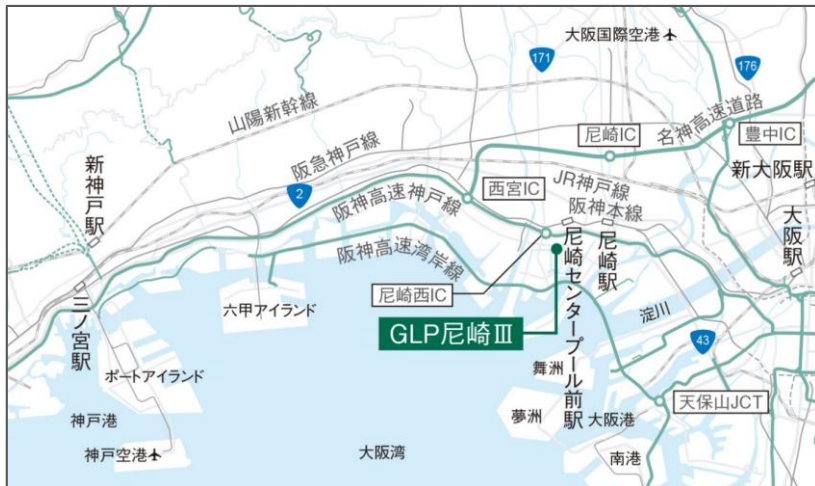 大阪国際空港
171
176
山陽新幹線
名神高速道路
尼崎IC
豊中IC
阪急神戸線
新神戸駅
新大阪駅
JR神戸線
西宮IC
2
阪神高速神戸線
阪神本線
大阪駅
尼崎駅
尼崎センタープール前駅
阪神高速湾岸線
尼崎西IC
三ノ宮駅
六甲アイランド
淀川
GLP尼崎Ⅲ
43
舞洲
ポートアイランド
天保山JCT
夢洲
大阪港
神戸港
神戸空港
大阪湾
南港